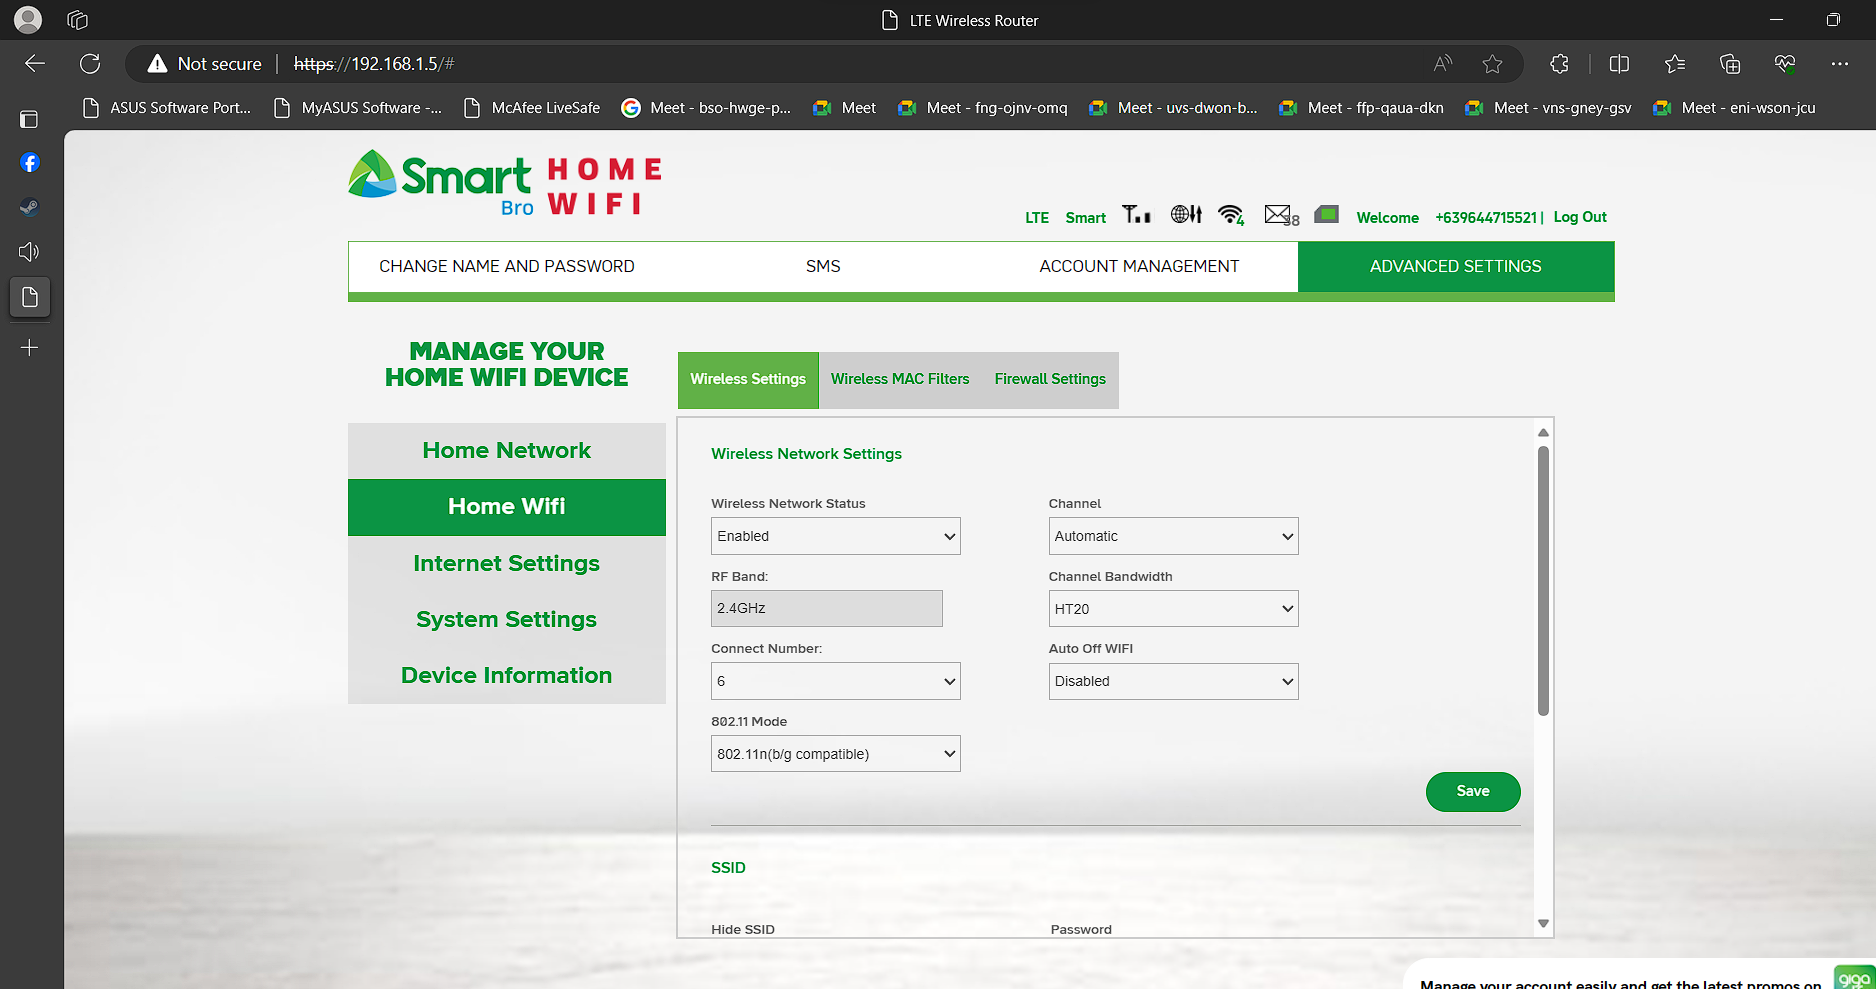 LTE Wireless Router
Not secure
https://192.168.1.5/#
ASUS Software Port...
MyASUS Software -...
McAfee LiveSafe
Meet - bso-hwge-p...
Meet
Meet - fng-ojnv-omq
Meet - uvs-dwon-b...
Meet - ffp-qaua-dkn
Meet - vns-gney-gsv
Meet - eni-wson-jcu
Smart
Bro
HOME
WIFI
LTE Smart 4 38 Welcome +639644715521 | Log Out
CHANGE NAME AND PASSWORD
SMS
ACCOUNT MANAGEMENT
ADVANCED SETTINGS
MANAGE YOUR
HOME WIFI DEVICE
Home Network
Home Wifi
Internet Settings
System Settings
Device Information
Wireless Settings
Wireless MAC Filters
Firewall Settings
Wireless Network Settings
Wireless Network Status
Enabled
Channel
Automatic
RF Band:
2.4GHz
Channel Bandwidth
HT20
Connect Number:
6
Auto Off WIFI
Disabled
802.11 Mode
802.11n(b/g compatible)
Save
SSID
Hide SSID
Password
Manage your account easily and get the latest promos on
giga